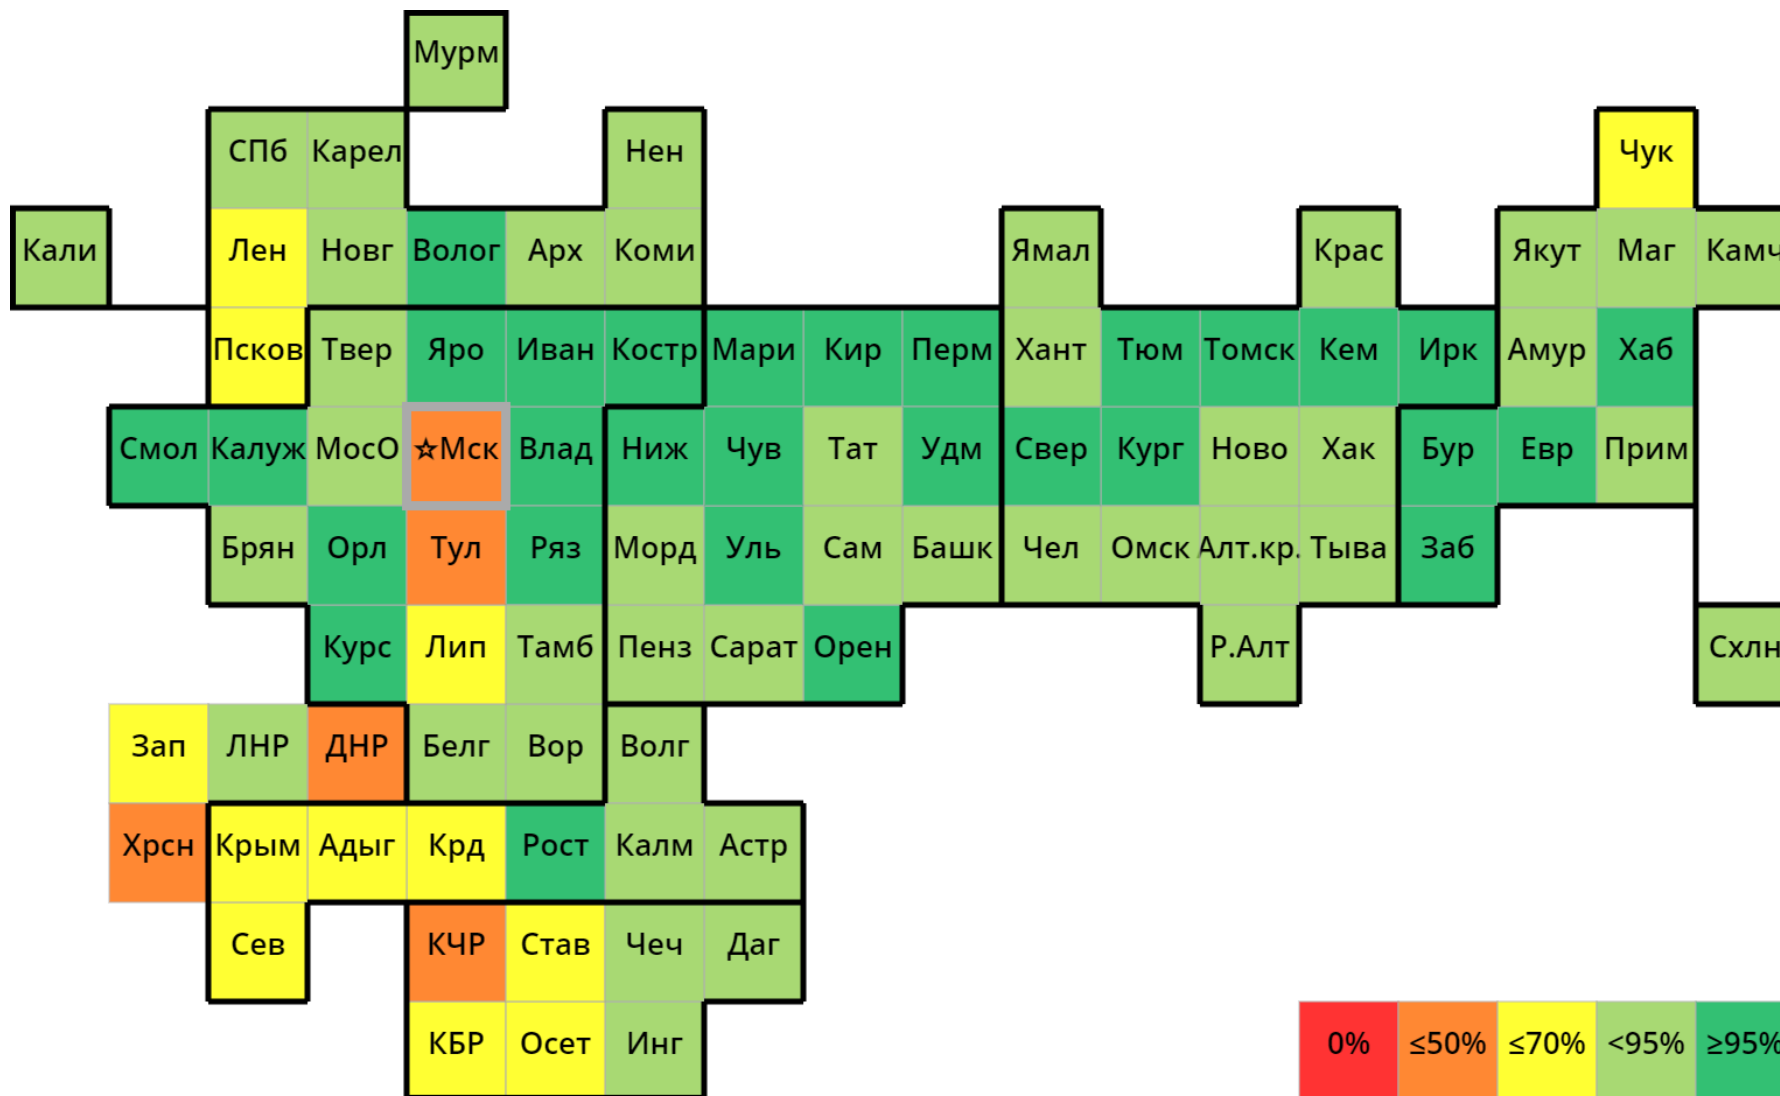 Мурм
СПб Карел Нен Чук
Кали Лен Новг Волог Арх Коми Ямал Крас Якут Маг Камч
Псков Твер Яро Иван Костр Мари Кир Перм Хант Тюм Томск Кем Ирк Амур Хаб
Смол Калуж МосО ☆Мск Влад Ниж Чув Тат Удм Свер Кург Ново Хак Бур Евр Прим
Брян Орл Тул Ряз Морд Уль Сам Башк Чел Омск Алт.кр. Тыва Заб
Курс Лип Тамб Пенз Сарат Орен Р.Алт Схлн
Зап ЛНР ДНР Белг Вор Волг
Хрсн Крым Адыг Крд Рост Калм Астр
Сев КЧР Став Чеч Даг
КБР Осет Инг 0% ≤50% ≤70% <95% ≥95%